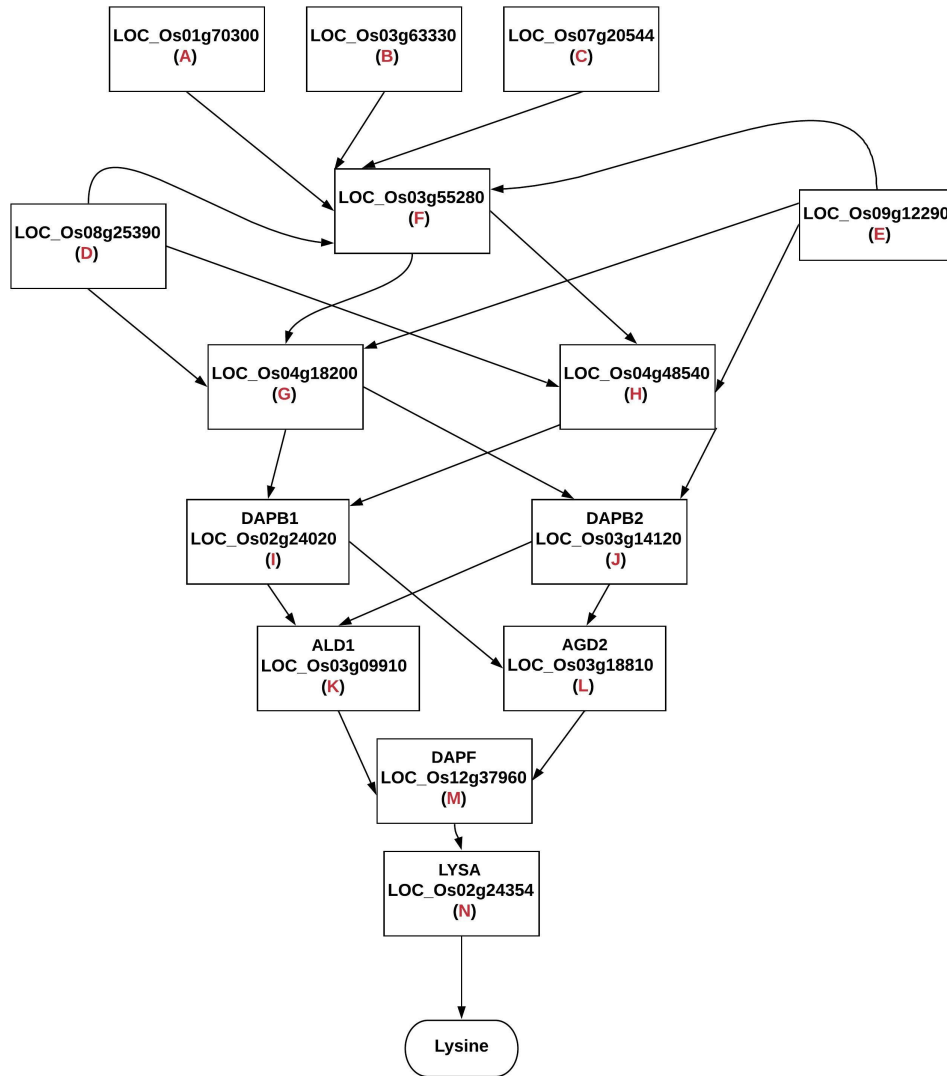 LOC_Os01g70300
(A)
LOC_Os03g63330
(B)
LOC_Os07g20544
(C)
LOC_Os03g55280
(F)
LOC_Os08g25390
(D)
LOC_Os09g12290
(E)
LOC_Os04g18200
(G)
LOC_Os04g48540
(H)
DAPB1
LOC_Os02g24020
(I)
DAPB2
LOC_Os03g14120
(J)
ALD1
LOC_Os03g09910
(K)
AGD2
LOC_Os03g18810
(L)
DAPF
LOC_Os12g37960
(M)
LYSA
LOC_Os02g24354
(N)
Lysine